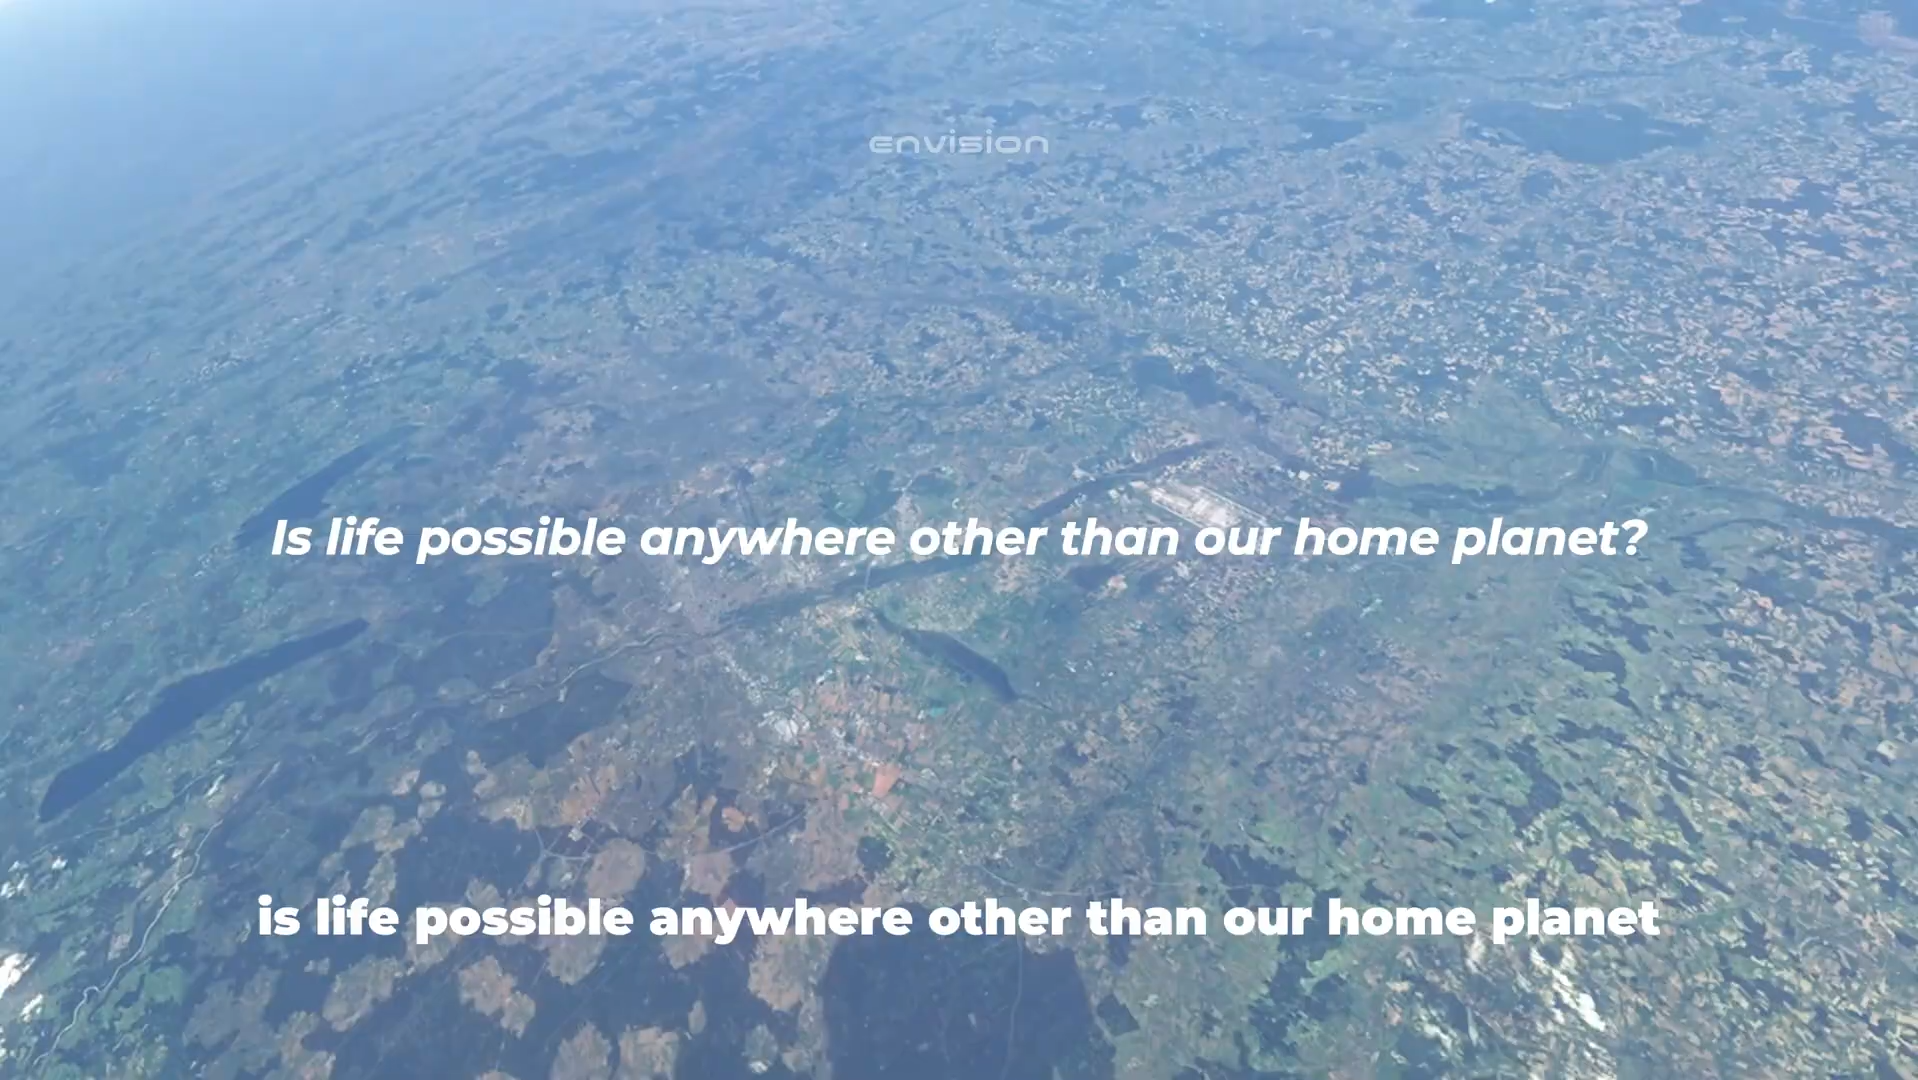 envision
Is life possible anywhere other than our home planet?
is life possible anywhere other than our home planet